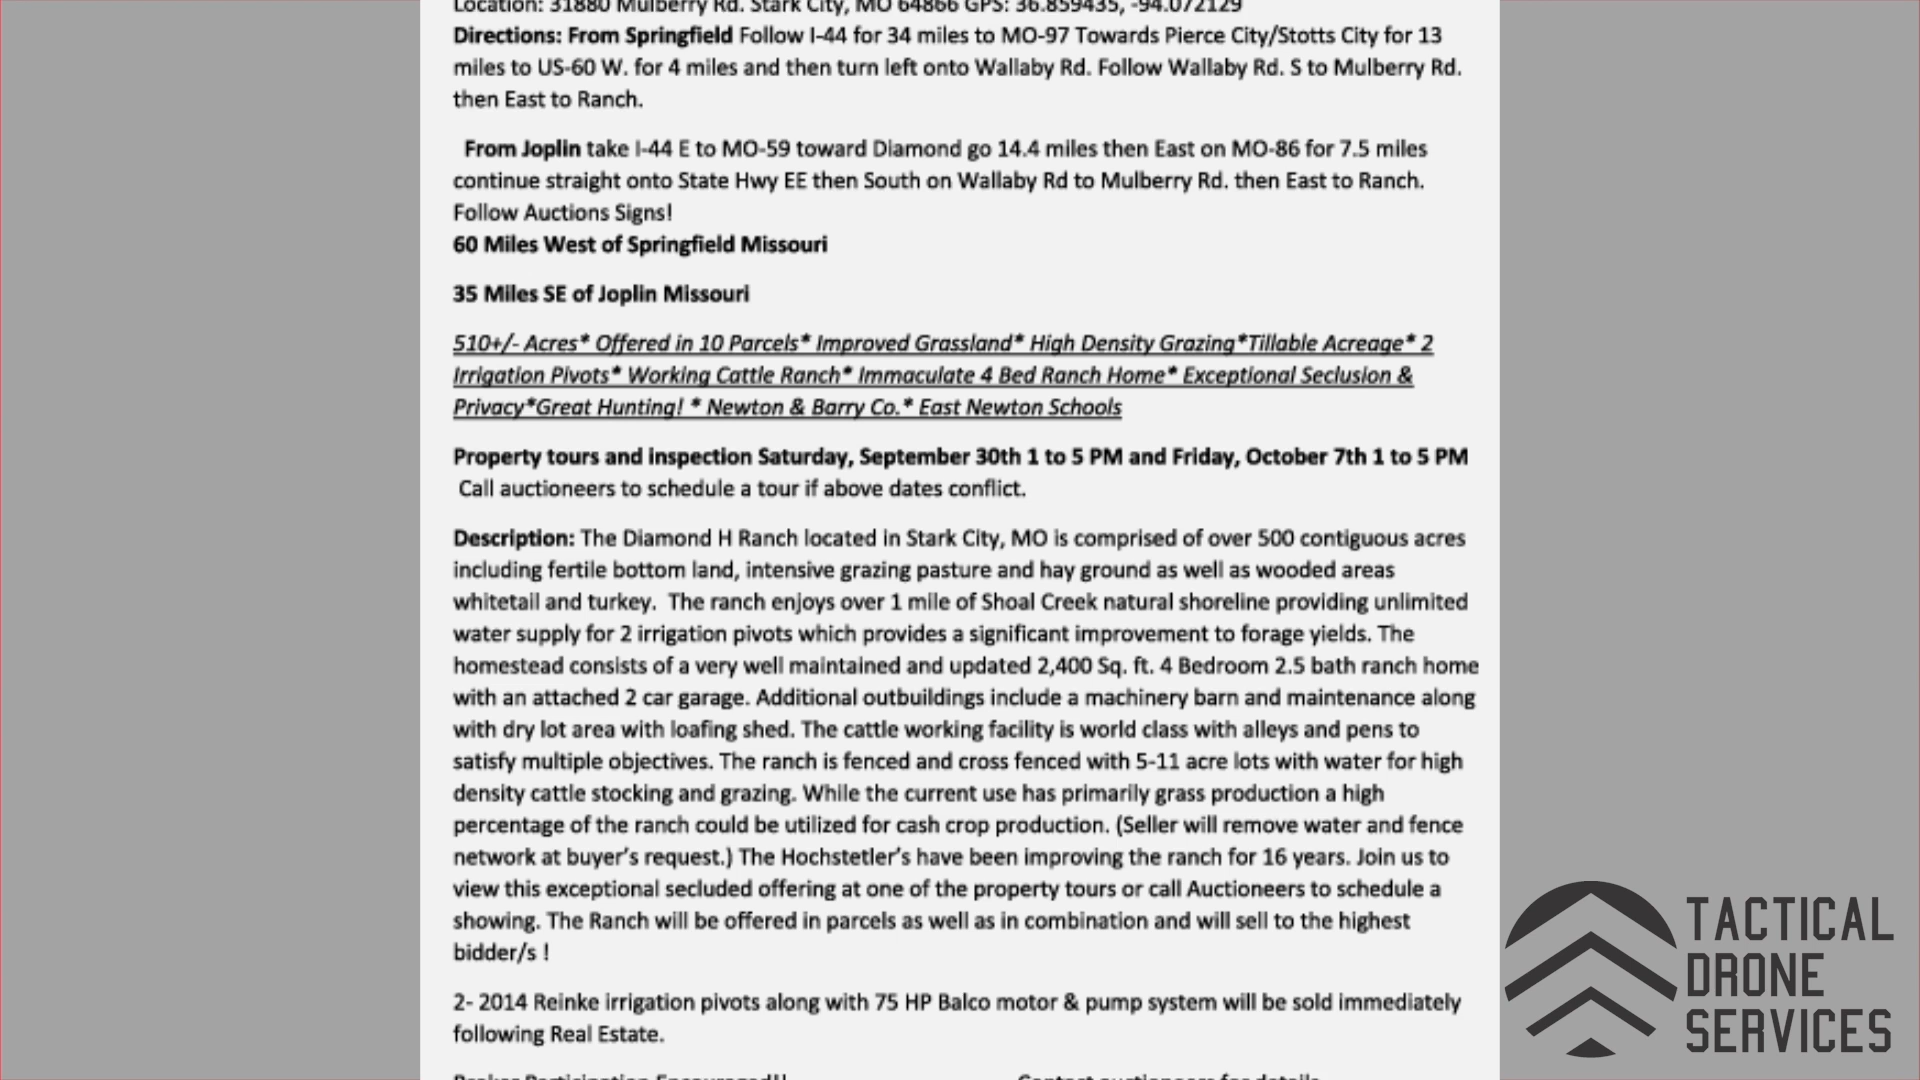 Location: 31880 Mulberry Rd. Stark City, MO 64866 GPS: 36.859435, -94.072129
Directions: From Springfield Follow I-44 for 34 miles to MO-97 Towards Pierce City/Stotts City for 13
miles to US-60 W. for 4 miles and then turn left onto Wallaby Rd. Follow Wallaby Rd. S to Mulberry Rd.
then East to Ranch.
From Joplin take I-44 E to MO-59 toward Diamond go 14.4 miles then East on MO-86 for 7.5 miles
continue straight onto State Hwy EE then South on Wallaby Rd to Mulberry Rd. then East to Ranch.
Follow Auctions Signs!
60 Miles West of Springfield Missouri
35 Miles SE of Joplin Missouri
510+/- Acres* Offered in 10 Parcels* Improved Grassland* High Density Grazing*Tillable Acreage* 2
Irrigation Pivots* Working Cattle Ranch* Immaculate 4 Bed Ranch Home* Exceptional Seclusion &
Privacy*Great Hunting! * Newton & Barry Co.* East Newton Schools
Property tours and inspection Saturday, September 30th 1 to 5 PM and Friday, October 7th 1 to 5 PM
Call auctioneers to schedule a tour if above dates conflict.
Description: The Diamond H Ranch located in Stark City, MO is comprised of over 500 contiguous acres
including fertile bottom land, intensive grazing pasture and hay ground as well as wooded areas
whitetail and turkey. The ranch enjoys over 1 mile of Shoal Creek natural shoreline providing unlimited
water supply for 2 irrigation pivots which provides a significant improvement to forage yields. The
homestead consists of a very well maintained and updated 2,400 Sq. ft. 4 Bedroom 2.5 bath ranch home
with an attached 2 car garage. Additional outbuildings include a machinery barn and maintenance along
with dry lot area with loafing shed. The cattle working facility is world class with alleys and pens to
satisfy multiple objectives. The ranch is fenced and cross fenced with 5-11 acre lots with water for high
density cattle stocking and grazing. While the current use has primarily grass production a high
percentage of the ranch could be utilized for cash crop production. (Seller will remove water and fence
network at buyer's request.) The Hochstetler's have been improving the ranch for 16 years. Join us to
view this exceptional secluded offering at one of the property tours or call Auctioneers to schedule a
showing. The Ranch will be offered in parcels as well as in combination and will sell to the highest
bidder/s !
2- 2014 Reinke irrigation pivots along with 75 HP Balco motor & pump system will be sold immediately
following Real Estate.
Broker Participation Encouraged!! Contact auctioneers for details
TACTICAL
DRONE
SERVICES